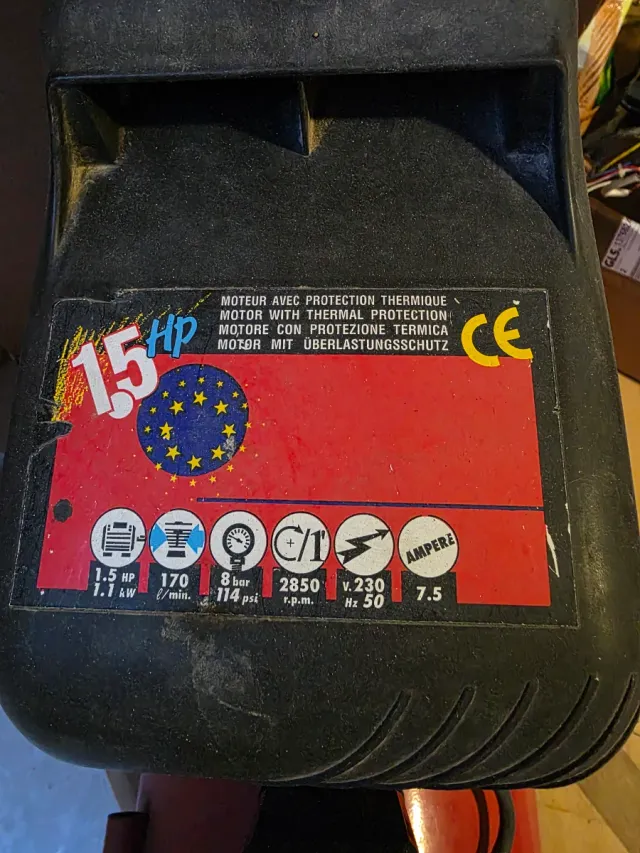 GLS.
1.5 HP
MOTEUR AVEC PROTECTION THERMIQUE
MOTOR WITH THERMAL PROTECTION
MOTORE CON PROTEZIONE TERMICA
MOTOR MIT ÜBERLASTUNGSSCHUTZ
CE
C/1'
AMPERE
1.5 HP
1.1 kW
170
ℓ/min.
8 bar
114 psi
2850
r.p.m.
V. 230
Hz 50
7.5